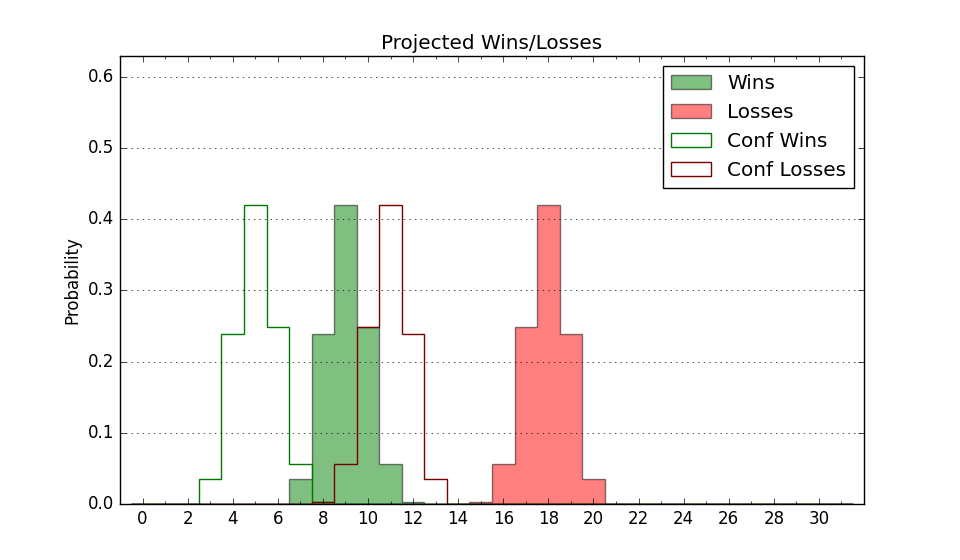 Projected Wins/Losses
0.6
0.5
0.4
0.3
0.2
0.1
0.0
Probability
Wins
Losses
Conf Wins
Conf Losses
0 2 4 6 8 10 12 14 16 18 20 22 24 26 28 30